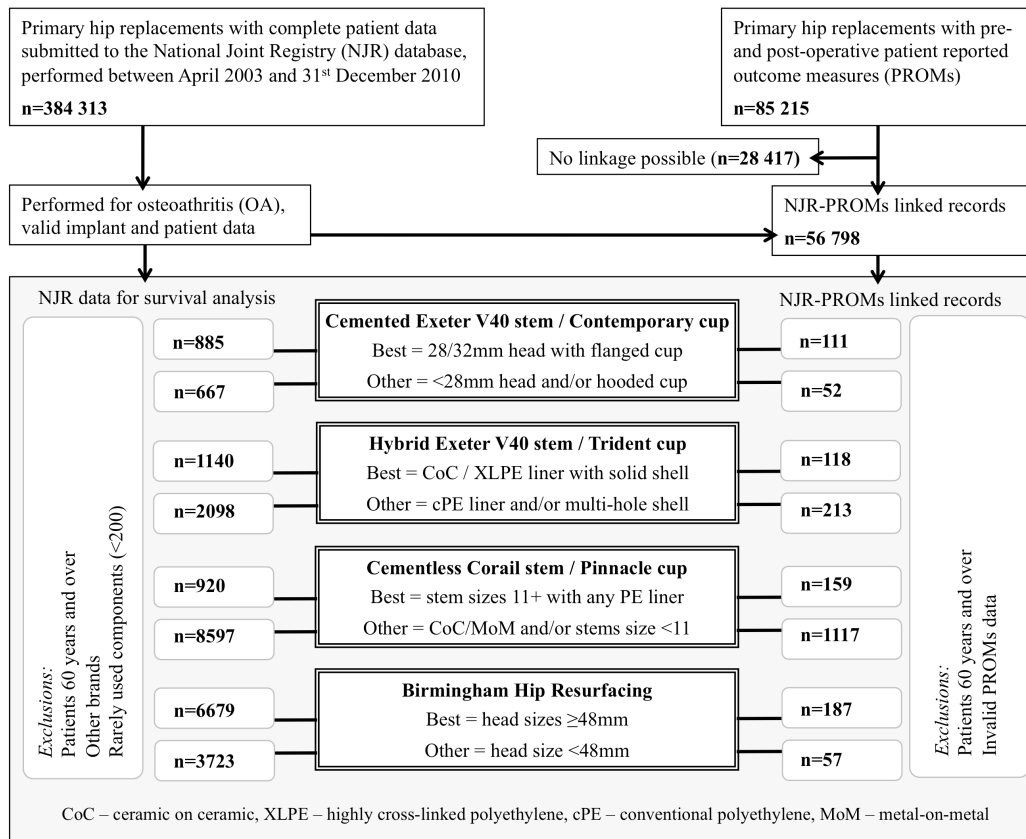 Primary hip replacements with complete patient data
submitted to the National Joint Registry (NJR) database,
performed between April 2003 and 31st December 2010
n=384 313
Primary hip replacements with pre-
and post-operative patient reported
outcome measures (PROMs)
n=85 215
No linkage possible (n=28 417)
Performed for osteoathritis (OA),
valid implant and patient data
NJR-PROMs linked records
n=56 798
NJR data for survival analysis
NJR-PROMs linked records
Exclusions:
Patients 60 years and over
Other brands
Rarely used components (<200)
n=885
n=667
Cemented Exeter V40 stem / Contemporary cup
Best = 28/32mm head with flanged cup
Other = <28mm head and/or hooded cup
n=111
n=52
n=1140
n=2098
Hybrid Exeter V40 stem / Trident cup
Best = CoC / XLPE liner with solid shell
Other = cPE liner and/or multi-hole shell
n=118
n=213
n=920
n=8597
Cementless Corail stem / Pinnacle cup
Best = stem sizes 11+ with any PE liner
Other = CoC/MoM and/or stems size <11
n=159
n=1117
n=6679
n=3723
Birmingham Hip Resurfacing
Best = head sizes ≥48mm
Other = head size <48mm
n=187
n=57
Exclusions:
Patients 60 years and over
Invalid PROMs data
CoC – ceramic on ceramic, XLPE – highly cross-linked polyethylene, cPE – conventional polyethylene, MoM – metal-on-metal